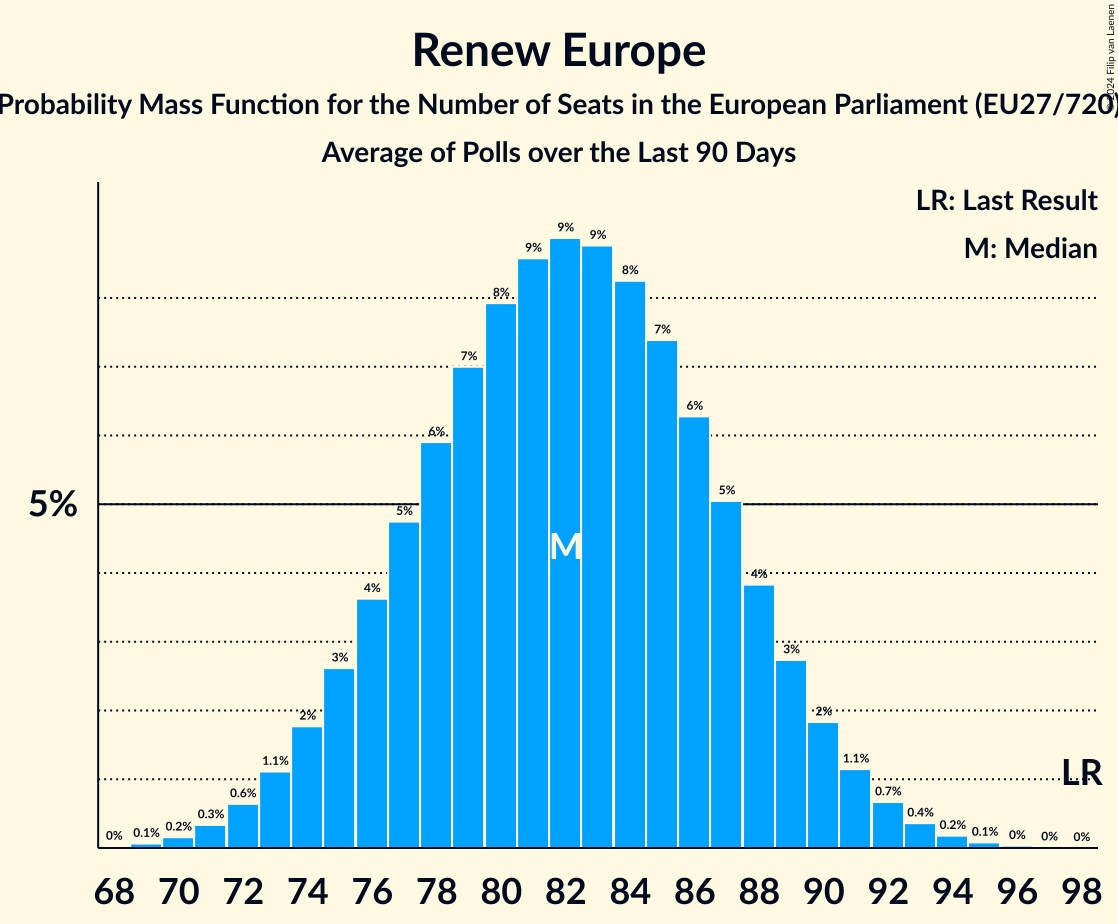 © 2024 Filip van Laenen
Renew Europe
Probability Mass Function for the Number of Seats in the European Parliament (EU27/720)
Average of Polls over the Last 90 Days
LR: Last Result
M: Median
5%
0% 0.1% 0.2% 0.3% 0.6% 1.1% 2% 3% 4% 5% 6% 7% 8% 9% 9% 9% 8% 7% 6% 5% 4% 3% 2% 1.1% 0.7% 0.4% 0.2% 0.1% 0% 0% 0%
M
LR
68 70 72 74 76 78 80 82 84 86 88 90 92 94 96 98